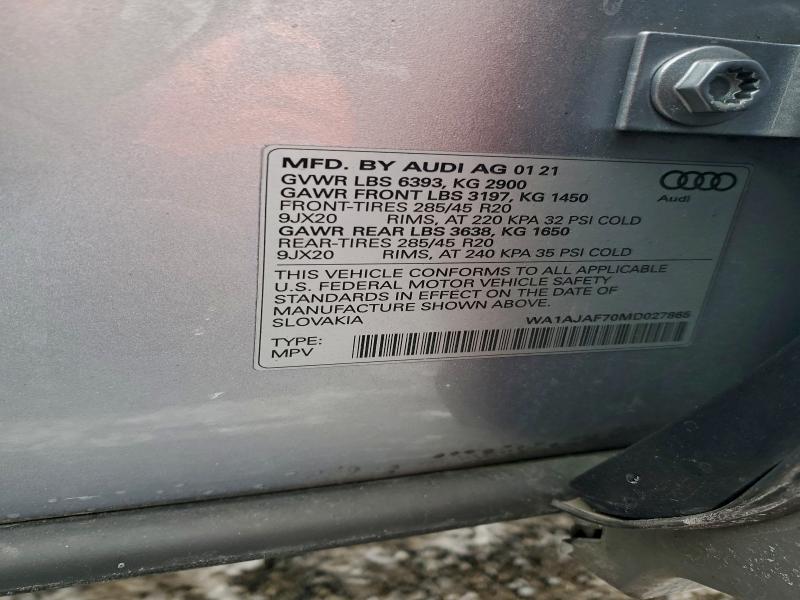 MFD. BY AUDI AG 01 21
GVWR LBS 6393, KG 2900
GAWR FRONT LBS 3197, KG 1450
FRONT-TIRES 285/45 R20
9JX20 RIMS, AT 220 KPA 32 PSI COLD
GAWR REAR LBS 3638, KG 1650
REAR-TIRES 285/45 R20
9JX20 RIMS, AT 240 KPA 35 PSI COLD
Audi
THIS VEHICLE CONFORMS TO ALL APPLICABLE
U.S. FEDERAL MOTOR VEHICLE SAFETY
STANDARDS IN EFFECT ON THE DATE OF
MANUFACTURE SHOWN ABOVE.
SLOVAKIA WA1AJAF70MD027865
TYPE:
MPV